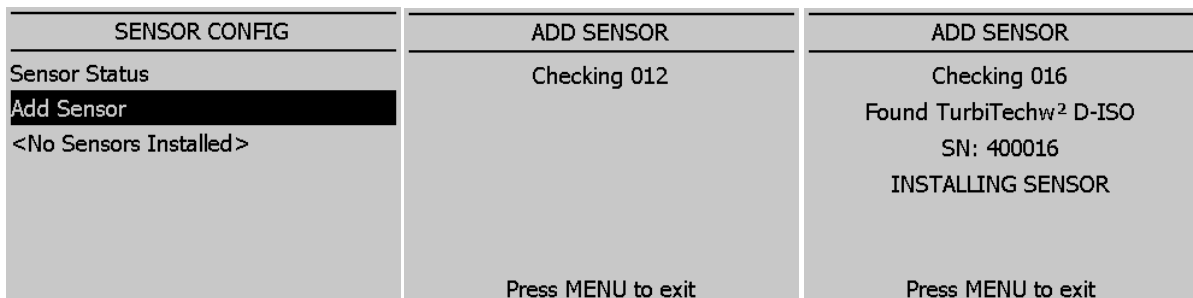 SENSOR CONFIG
Sensor Status
Add Sensor
<No Sensors Installed>
ADD SENSOR
Checking 012
Press MENU to exit
ADD SENSOR
Checking 016
Found TurbiTechw² D-ISO
SN: 400016
INSTALLING SENSOR
Press MENU to exit